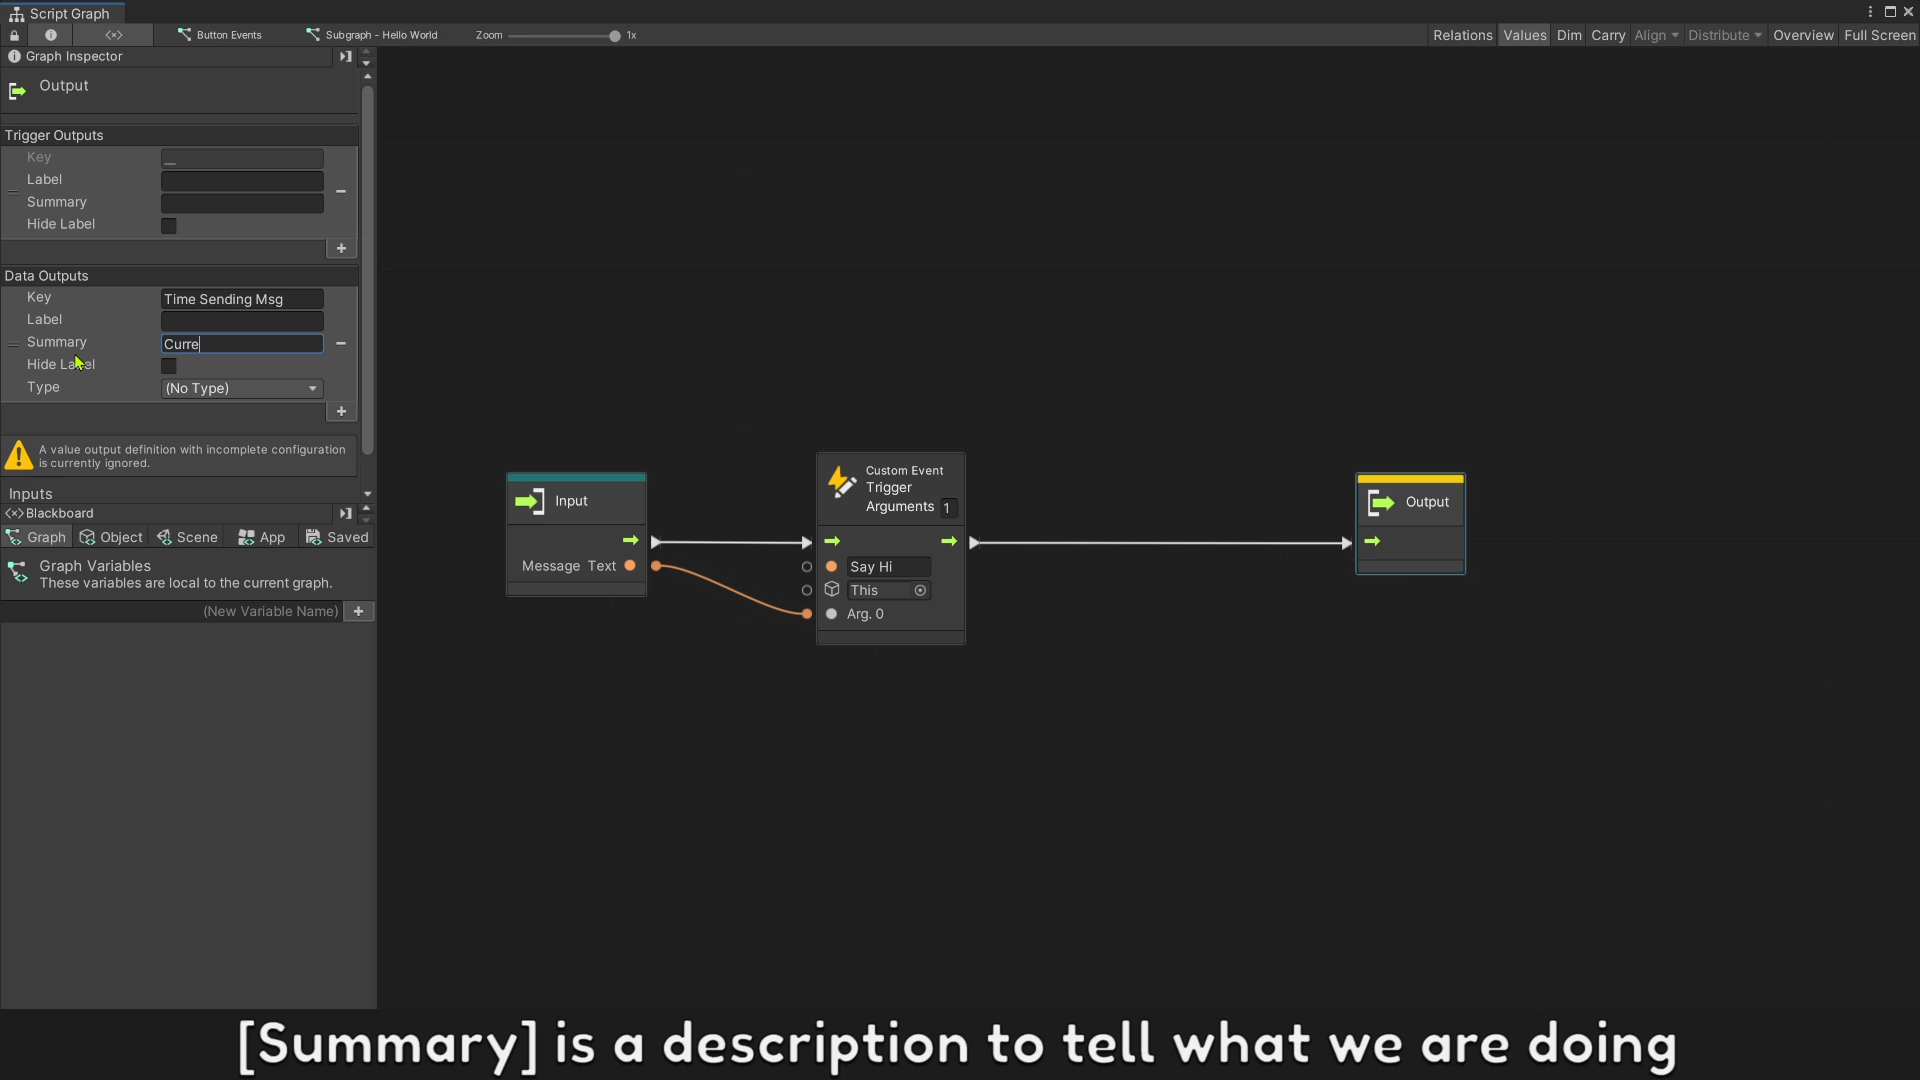 Script Graph
Button Events
Subgraph - Hello World
Zoom
1x
Relations
Values
Dim
Carry
Align
Distribute
Overview
Full Screen
Graph Inspector
Output
Trigger Outputs
Key
__
Label
Summary
Hide Label
Data Outputs
Key
Time Sending Msg
Label
Summary
Curre
Hide Label
Type
(No Type)
A value output definition with incomplete configuration
is currently ignored.
Inputs
<x> Blackboard
Graph
Object
Scene
App
Saved
Graph Variables
These variables are local to the current graph.
(New Variable Name)
Input
Message Text
Custom Event
Trigger
Arguments 1
Say Hi
This
Arg. 0
Output
[Summary] is a description to tell what we are doing